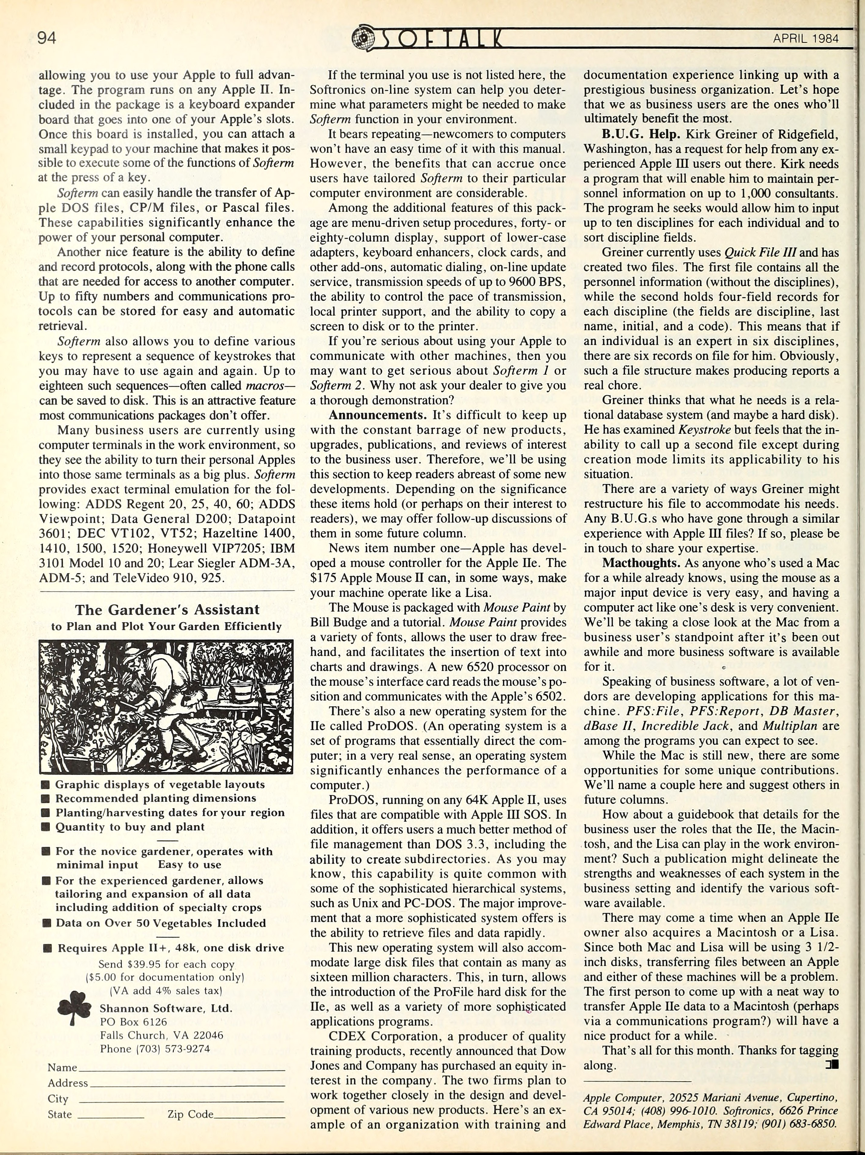 94
SOFTALK
APRIL 1984
allowing you to use your Apple to full advan-
tage. The program runs on any Apple II. In-
cluded in the package is a keyboard expander
board that goes into one of your Apple's slots.
Once this board is installed, you can attach a
small keypad to your machine that makes it pos-
sible to execute some of the functions of Softerm
at the press of a key.
Softerm can easily handle the transfer of Ap-
ple DOS files, CP/M files, or Pascal files.
These capabilities significantly enhance the
power of your personal computer.
Another nice feature is the ability to define
and record protocols, along with the phone calls
that are needed for access to another computer.
Up to fifty numbers and communications pro-
tocols can be stored for easy and automatic
retrieval.
Softerm also allows you to define various
keys to represent a sequence of keystrokes that
you may have to use again and again. Up to
eighteen such sequences—often called macros—
can be saved to disk. This is an attractive feature
most communications packages don't offer.
Many business users are currently using
computer terminals in the work environment, so
they see the ability to turn their personal Apples
into those same terminals as a big plus. Softerm
provides exact terminal emulation for the fol-
lowing: ADDS Regent 20, 25, 40, 60; ADDS
Viewpoint; Data General D200; Datapoint
3601; DEC VT102, VT52; Hazeltine 1400,
1410, 1500, 1520; Honeywell VIP7205; IBM
3101 Model 10 and 20; Lear Siegler ADM-3A,
ADM-5; and TeleVideo 910, 925.
The Gardener's Assistant
to Plan and Plot Your Garden Efficiently
■ Graphic displays of vegetable layouts
■ Recommended planting dimensions
■ Planting/harvesting dates for your region
■ Quantity to buy and plant
■ For the novice gardener, operates with
minimal input Easy to use
■ For the experienced gardener, allows
tailoring and expansion of all data
including addition of specialty crops
■ Data on Over 50 Vegetables Included
■ Requires Apple II+, 48k, one disk drive
Send $39.95 for each copy
($5.00 for documentation only)
(VA add 4% sales tax)
Shannon Software, Ltd.
PO Box 6126
Falls Church, VA 22046
Phone (703) 573-9274
Name
Address
City
State Zip Code
If the terminal you use is not listed here, the
Softronics on-line system can help you deter-
mine what parameters might be needed to make
Softerm function in your environment.
It bears repeating—newcomers to computers
won't have an easy time of it with this manual.
However, the benefits that can accrue once
users have tailored Softerm to their particular
computer environment are considerable.
Among the additional features of this pack-
age are menu-driven setup procedures, forty- or
eighty-column display, support of lower-case
adapters, keyboard enhancers, clock cards, and
other add-ons, automatic dialing, on-line update
service, transmission speeds of up to 9600 BPS,
the ability to control the pace of transmission,
local printer support, and the ability to copy a
screen to disk or to the printer.
If you're serious about using your Apple to
communicate with other machines, then you
may want to get serious about Softerm 1 or
Softerm 2. Why not ask your dealer to give you
a thorough demonstration?
Announcements. It's difficult to keep up
with the constant barrage of new products,
upgrades, publications, and reviews of interest
to the business user. Therefore, we'll be using
this section to keep readers abreast of some new
developments. Depending on the significance
these items hold (or perhaps on their interest to
readers), we may offer follow-up discussions of
them in some future column.
News item number one—Apple has devel-
oped a mouse controller for the Apple IIe. The
$175 Apple Mouse II can, in some ways, make
your machine operate like a Lisa.
The Mouse is packaged with Mouse Paint by
Bill Budge and a tutorial. Mouse Paint provides
a variety of fonts, allows the user to draw free-
hand, and facilitates the insertion of text into
charts and drawings. A new 6520 processor on
the mouse's interface card reads the mouse's po-
sition and communicates with the Apple's 6502.
There's also a new operating system for the
IIe called ProDOS. (An operating system is a
set of programs that essentially direct the com-
puter; in a very real sense, an operating system
significantly enhances the performance of a
computer.)
ProDOS, running on any 64K Apple II, uses
files that are compatible with Apple III SOS. In
addition, it offers users a much better method of
file management than DOS 3.3, including the
ability to create subdirectories. As you may
know, this capability is quite common with
some of the sophisticated hierarchical systems,
such as Unix and PC-DOS. The major improve-
ment that a more sophisticated system offers is
the ability to retrieve files and data rapidly.
This new operating system will also accom-
modate large disk files that contain as many as
sixteen million characters. This, in turn, allows
the introduction of the ProFile hard disk for the
IIe, as well as a variety of more sophisticated
applications programs.
CDEX Corporation, a producer of quality
training products, recently announced that Dow
Jones and Company has purchased an equity in-
terest in the company. The two firms plan to
work together closely in the design and devel-
opment of various new products. Here's an ex-
ample of an organization with training and
documentation experience linking up with a
prestigious business organization. Let's hope
that we as business users are the ones who'll
ultimately benefit the most.
B.U.G. Help. Kirk Greiner of Ridgefield,
Washington, has a request for help from any ex-
perienced Apple III users out there. Kirk needs
a program that will enable him to maintain per-
sonnel information on up to 1,000 consultants.
The program he seeks would allow him to input
up to ten disciplines for each individual and to
sort discipline fields.
Greiner currently uses Quick File III and has
created two files. The first file contains all the
personnel information (without the disciplines),
while the second holds four-field records for
each discipline (the fields are discipline, last
name, initial, and a code). This means that if
an individual is an expert in six disciplines,
there are six records on file for him. Obviously,
such a file structure makes producing reports a
real chore.
Greiner thinks that what he needs is a rela-
tional database system (and maybe a hard disk).
He has examined Keystroke but feels that the in-
ability to call up a second file except during
creation mode limits its applicability to his
situation.
There are a variety of ways Greiner might
restructure his file to accommodate his needs.
Any B.U.G.s who have gone through a similar
experience with Apple III files? If so, please be
in touch to share your expertise.
Macthoughts. As anyone who's used a Mac
for a while already knows, using the mouse as a
major input device is very easy, and having a
computer act like one's desk is very convenient.
We'll be taking a close look at the Mac from a
business user's standpoint after it's been out
awhile and more business software is available
for it.
Speaking of business software, a lot of ven-
dors are developing applications for this ma-
chine. PFS:File, PFS:Report, DB Master,
dBase II, Incredible Jack, and Multiplan are
among the programs you can expect to see.
While the Mac is still new, there are some
opportunities for some unique contributions.
We'll name a couple here and suggest others in
future columns.
How about a guidebook that details for the
business user the roles that the IIe, the Macin-
tosh, and the Lisa can play in the work environ-
ment? Such a publication might delineate the
strengths and weaknesses of each system in the
business setting and identify the various soft-
ware available.
There may come a time when an Apple IIe
owner also acquires a Macintosh or a Lisa.
Since both Mac and Lisa will be using 3 1/2-
inch disks, transferring files between an Apple
and either of these machines will be a problem.
The first person to come up with a neat way to
transfer Apple IIe data to a Macintosh (perhaps
via a communications program?) will have a
nice product for a while.
That's all for this month. Thanks for tagging
along.
Apple Computer, 20525 Mariani Avenue, Cupertino,
CA 95014; (408) 996-1010. Softronics, 6626 Prince
Edward Place, Memphis, TN 38119; (901) 683-6850.